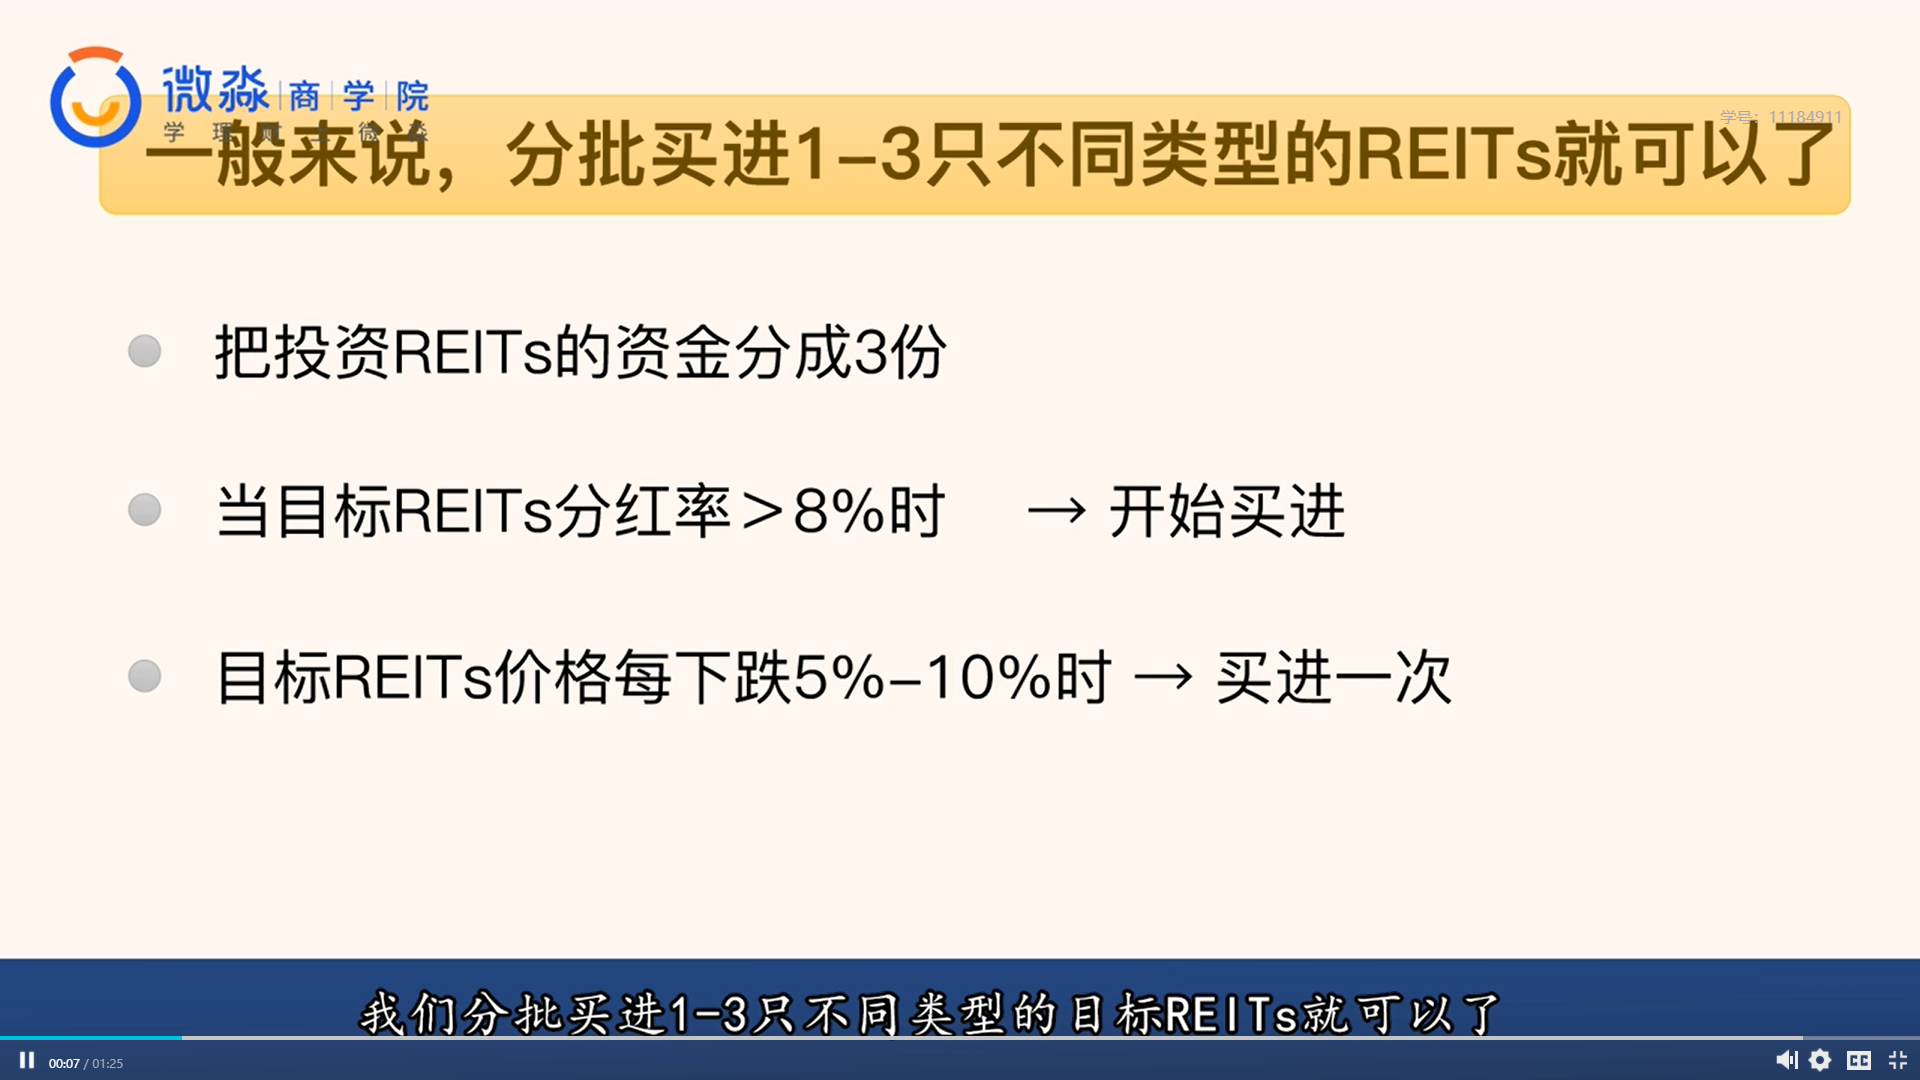 微淼 商 学 院
学 理 财 上 微 淼
学号：11184911
一般来说，分批买进1-3只不同类型的REITs就可以了
把投资REITs的资金分成3份
当目标REITs分红率＞8%时 → 开始买进
目标REITs价格每下跌5%-10%时 → 买进一次
我们分批买进1-3只不同类型的目标REITs就可以了
00:07 / 01:25
CC